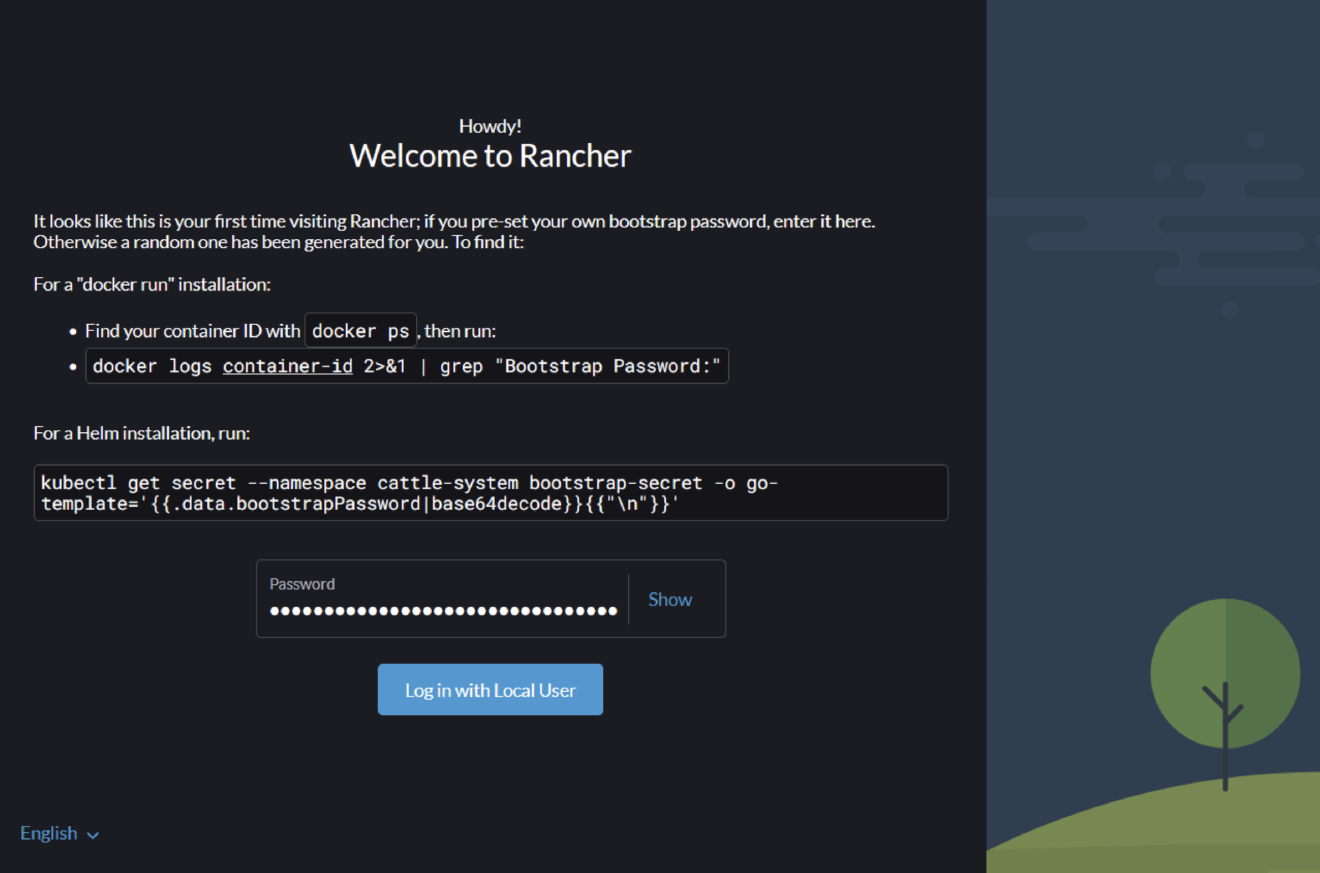 Howdy!
Welcome to Rancher
It looks like this is your first time visiting Rancher; if you pre-set your own bootstrap password, enter it here.
Otherwise a random one has been generated for you. To find it:
For a "docker run" installation:
• Find your container ID with docker ps, then run:
• docker logs container-id 2>&1 | grep "Bootstrap Password:"
For a Helm installation, run:
kubectl get secret --namespace cattle-system bootstrap-secret -o go-
template='{{.data.bootstrapPassword|base64decode}}{{"\n"}}'
Password
Show
Log in with Local User
English